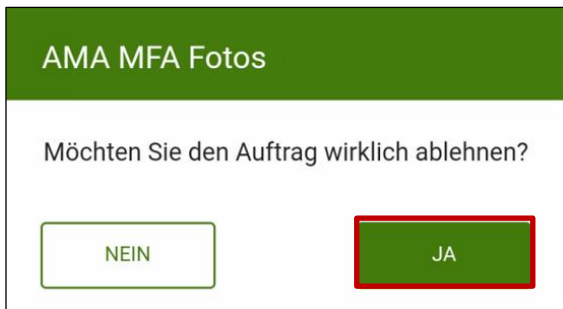 AMA MFA Fotos
Möchten Sie den Auftrag wirklich ablehnen?
NEIN
JA